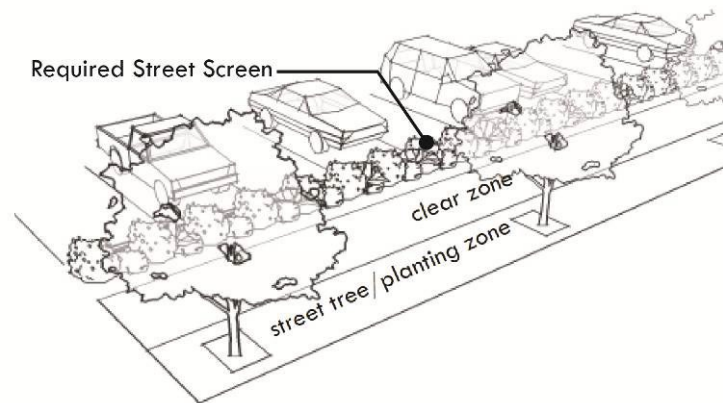 Required Street Screen
clear zone
street tree/planting zone